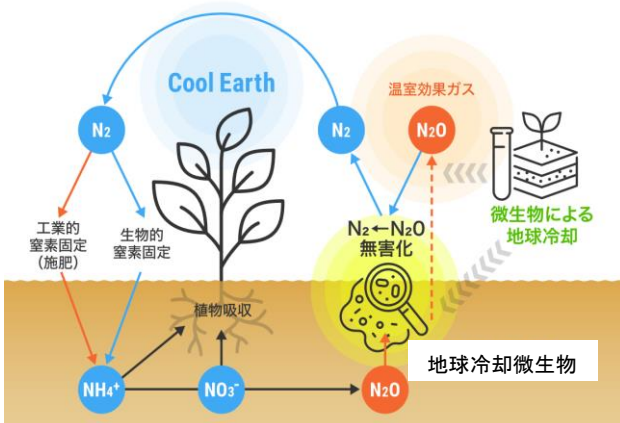 Cool Earth
温室効果ガス
N₂
N₂
N₂O
微生物による
地球冷却
工業的
窒素固定
(施肥)
生物的
窒素固定
N₂←N₂O
無害化
植物吸収
地球冷却微生物
NH₄⁺
NO₃⁻
N₂O